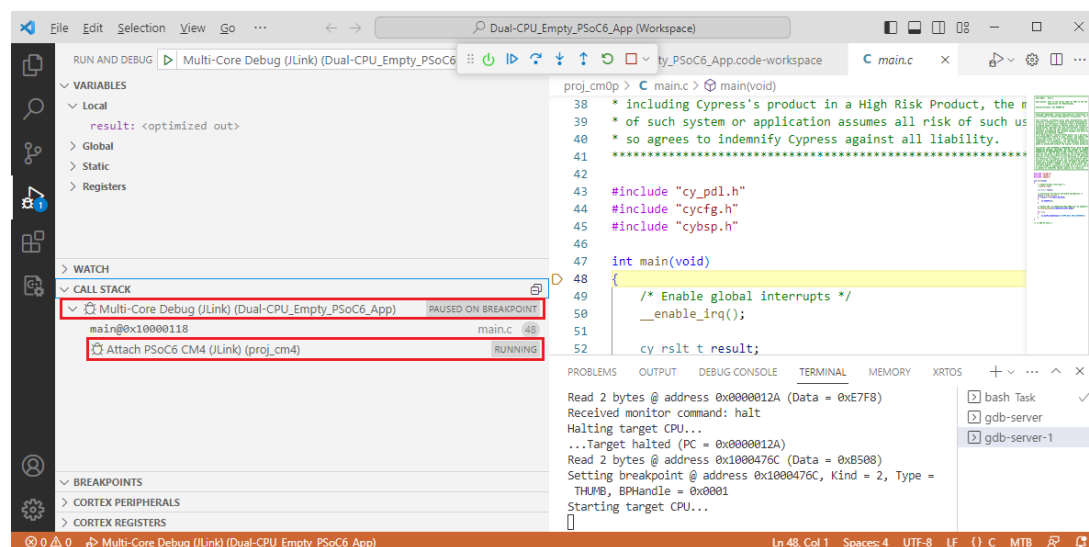 File Edit Selection View Go ··· Dual-CPU_Empty_PSoC6_App (Workspace)
RUN AND DEBUG Multi-Core Debug (JLink) (Dual-CPU_Empty_PSoC6
ty_PSoC6_App.code-workspace C main.c
VARIABLES
Local
result: <optimized out>
Global
Static
Registers
WATCH
CALL STACK
Multi-Core Debug (JLink) (Dual-CPU_Empty_PSoC6_App) PAUSED ON BREAKPOINT
main@0x10000118 main.c 48
Attach PSoC6 CM4 (JLink) (proj_cm4) RUNNING
BREAKPOINTS
CORTEX PERIPHERALS
CORTEX REGISTERS
1
proj_cm0p > C main.c > main(void)
38 * including Cypress's product in a High Risk Product, the m
39 * of such system or application assumes all risk of such us
40 * so agrees to indemnify Cypress against all liability.
41 ***********************************************************
42
43 #include "cy_pdl.h"
44 #include "cycfg.h"
45 #include "cybsp.h"
46
47 int main(void)
48 {
49 /* Enable global interrupts */
50 __enable_irq();
51
52 cy_rslt_t result;
PROBLEMS OUTPUT DEBUG CONSOLE TERMINAL MEMORY XRTOS
Read 2 bytes @ address 0x0000012A (Data = 0xE7F8)
Received monitor command: halt
Halting target CPU...
...Target halted (PC = 0x0000012A)
Read 2 bytes @ address 0x1000476C (Data = 0xB508)
Setting breakpoint @ address 0x1000476C, Kind = 2, Type =
THUMB, BPHandle = 0x0001
Starting target CPU...
bash Task
gdb-server
gdb-server-1
0 0 Multi-Core Debug (JLink) (Dual-CPU_Empty_PSoC6_App) Ln 48, Col 1 Spaces: 4 UTF-8 LF {} C MTB